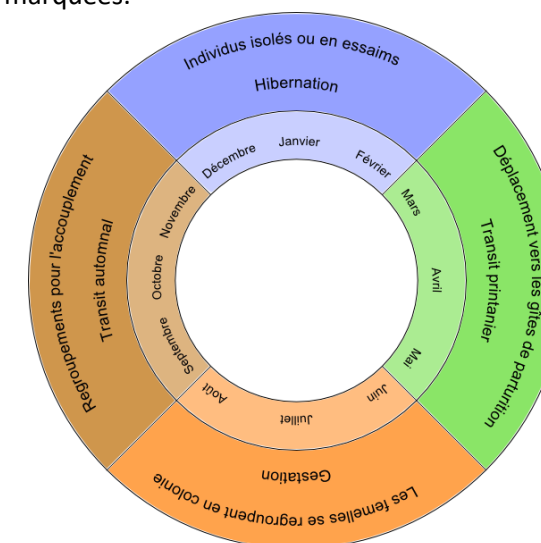 marquées.
Individus isolés ou en essaims
Hibernation
Décembre
Janvier
Février
Déplacement vers les gîtes de parturition
Transit printanier
Mars
Avril
Mai
Juin
Juillet
Août
Gestation
Les femelles se regroupent en colonie
Regroupements pour l'accouplement
Transit automnal
Septembre
Octobre
Novembre